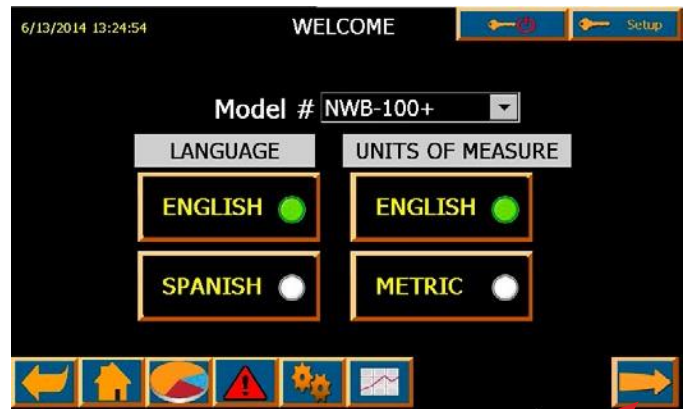 6/13/2014 13:24:54 WELCOME Setup
Model # NWB-100+
LANGUAGE UNITS OF MEASURE
ENGLISH ENGLISH
SPANISH METRIC